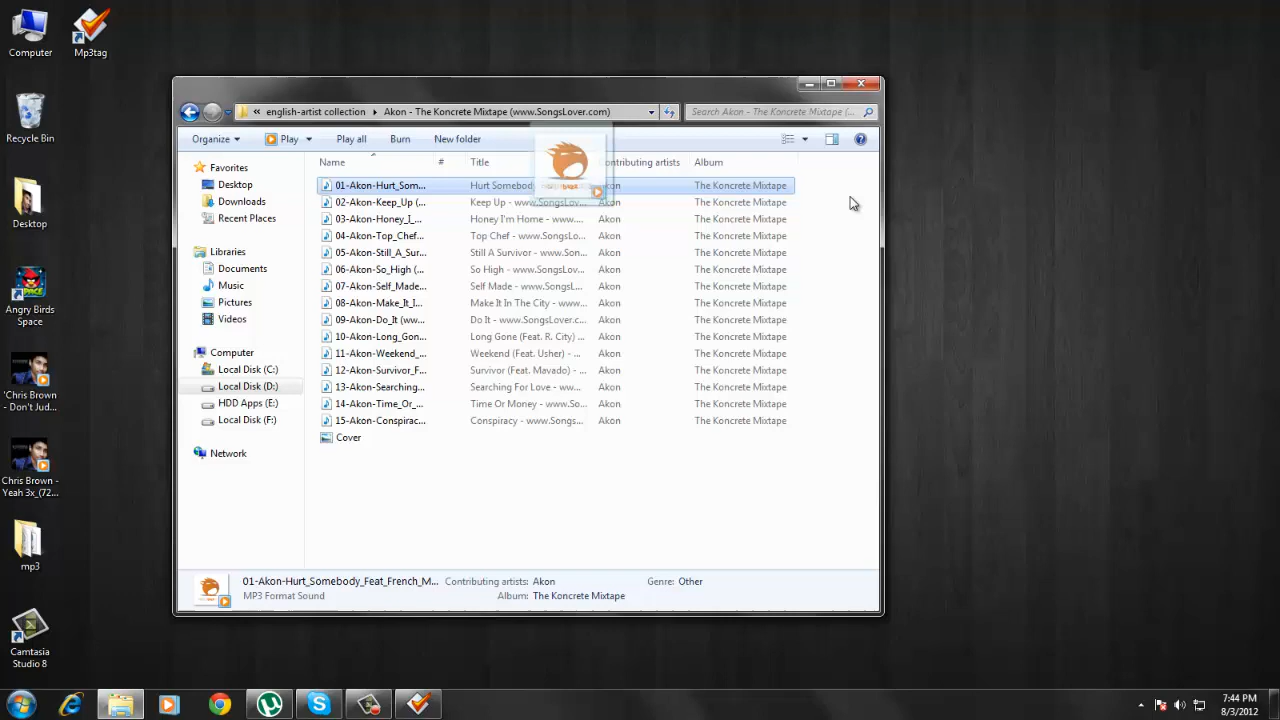 Computer
Mp3tag
Recycle Bin
Desktop
Angry Birds
Space
'Chris Brown
- Don't Jud...
Chris Brown -
Yeah 3x_(72...
mp3
Camtasia
Studio 8
english-artist collection Akon - The Koncrete Mixtape (www.SongsLover.com) Search Akon - The Koncrete Mixtape (...
Organize Play Play all Burn New folder
Favorites
Desktop
Downloads
Recent Places
Libraries
Documents
Music
Pictures
Videos
Computer
Local Disk (C:)
Local Disk (D:)
HDD Apps (E:)
Local Disk (F:)
Network
Name # Title Contributing artists Album
01-Akon-Hurt_Som... Hurt Somebody Akon The Koncrete Mixtape
02-Akon-Keep_Up (... Keep Up - www.SongsLov... Akon The Koncrete Mixtape
03-Akon-Honey_I_... Honey I'm Home - www.... Akon The Koncrete Mixtape
04-Akon-Top_Chef... Top Chef - www.SongsLo... Akon The Koncrete Mixtape
05-Akon-Still_A_Sur... Still A Survivor - www.So... Akon The Koncrete Mixtape
06-Akon-So_High (... So High - www.SongsLov... Akon The Koncrete Mixtape
07-Akon-Self_Made... Self Made - www.SongsL... Akon The Koncrete Mixtape
08-Akon-Make_It_I... Make It In The City - www... Akon The Koncrete Mixtape
09-Akon-Do_It (ww... Do It - www.SongsLover.c... Akon The Koncrete Mixtape
10-Akon-Long_Gon... Long Gone (Feat. R. City) ... Akon The Koncrete Mixtape
11-Akon-Weekend_... Weekend (Feat. Usher) - ... Akon The Koncrete Mixtape
12-Akon-Survivor_F... Survivor (Feat. Mavado) ... Akon The Koncrete Mixtape
13-Akon-Searching... Searching For Love - ww... Akon The Koncrete Mixtape
14-Akon-Time_Or_... Time Or Money - www.So... Akon The Koncrete Mixtape
15-Akon-Conspirac... Conspiracy - www.Songs... Akon The Koncrete Mixtape
Cover
01-Akon-Hurt_Somebody_Feat_French_M... Contributing artists: Akon Genre: Other
MP3 Format Sound Album: The Koncrete Mixtape
7:44 PM
8/3/2012